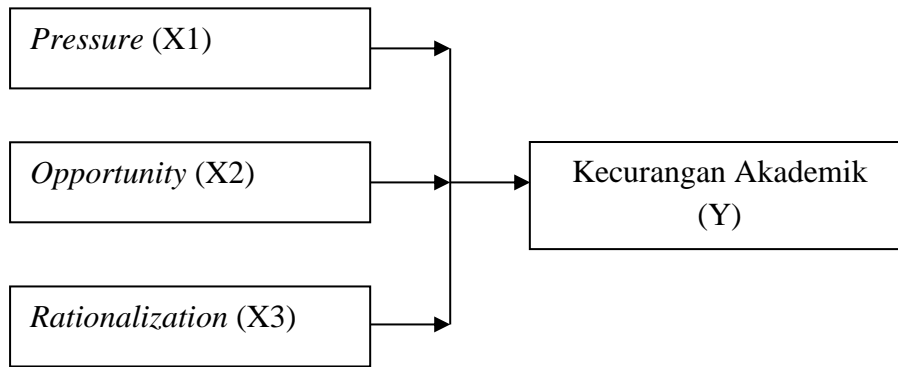 Pressure (X1)
Opportunity (X2)
Kecurangan Akademik
(Y)
Rationalization (X3)